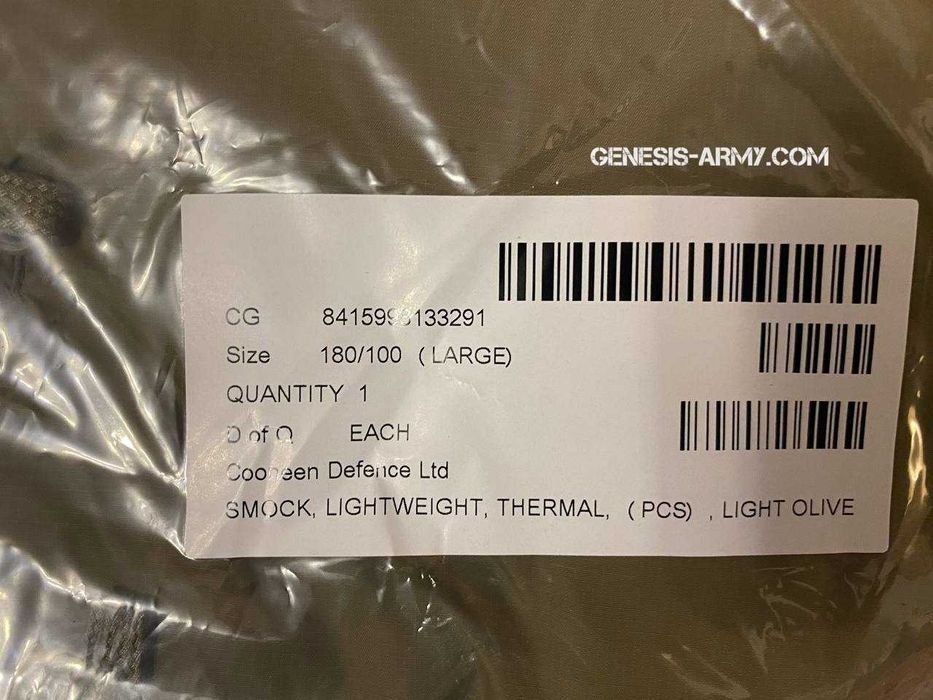 GENESIS-ARMY.COM
CG 8415998133291
Size 180/100 (LARGE)
QUANTITY 1
D of Q EACH
Cooneen Defence Ltd
SMOCK, LIGHTWEIGHT, THERMAL, (PCS) , LIGHT OLIVE